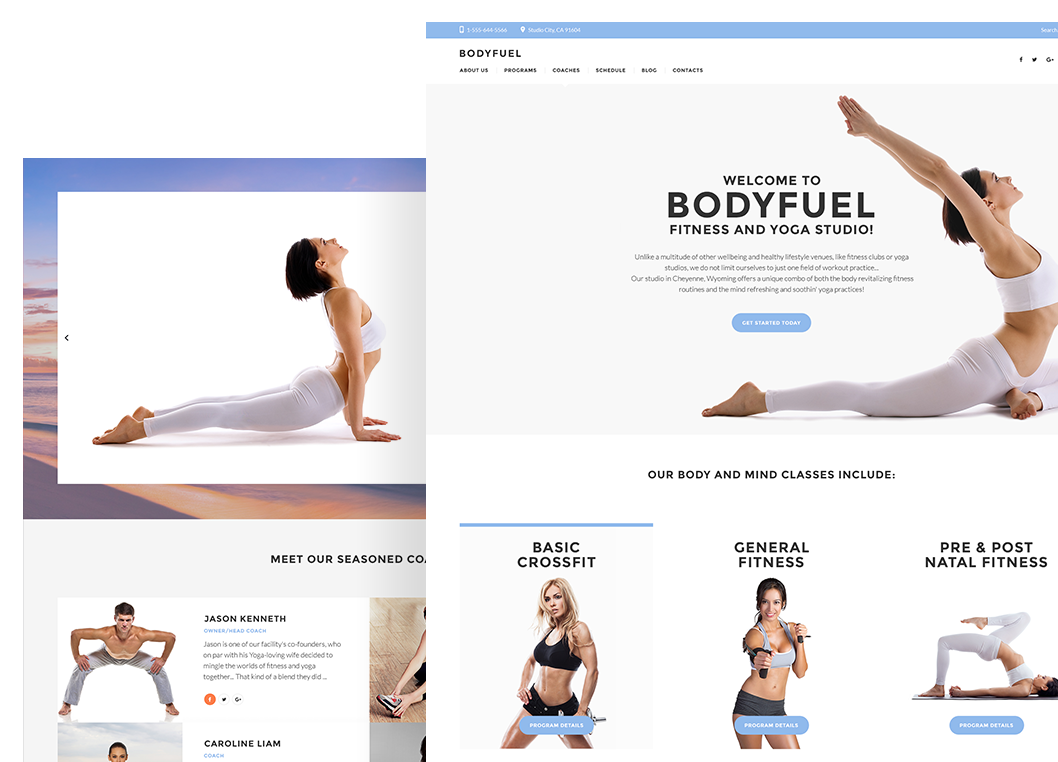 1-555-644-5566
Studio City, CA 91604
Search
BODYFUEL
ABOUT US
PROGRAMS
COACHES
SCHEDULE
BLOG
CONTACTS
WELCOME TO
BODYFUEL
FITNESS AND YOGA STUDIO!
Unlike a multitude of other wellbeing and healthy lifestyle venues, like fitness clubs or yoga
studios, we do not limit ourselves to just one field of workout practice...
Our studio in Cheyenne, Wyoming offers a unique combo of both the body revitalizing fitness
routines and the mind refreshing and soothin' yoga practices!
GET STARTED TODAY
OUR BODY AND MIND CLASSES INCLUDE:
BASIC
CROSSFIT
PROGRAM DETAILS
GENERAL
FITNESS
PROGRAM DETAILS
PRE & POST
NATAL FITNESS
PROGRAM DETAILS
MEET OUR SEASONED COA
JASON KENNETH
OWNER/HEAD COACH
Jason is one of our facility's co-founders, who
on par with his Yoga-loving wife decided to
mingle the worlds of fitness and yoga
together... That kind of a blend they did ...
CAROLINE LIAM
COACH